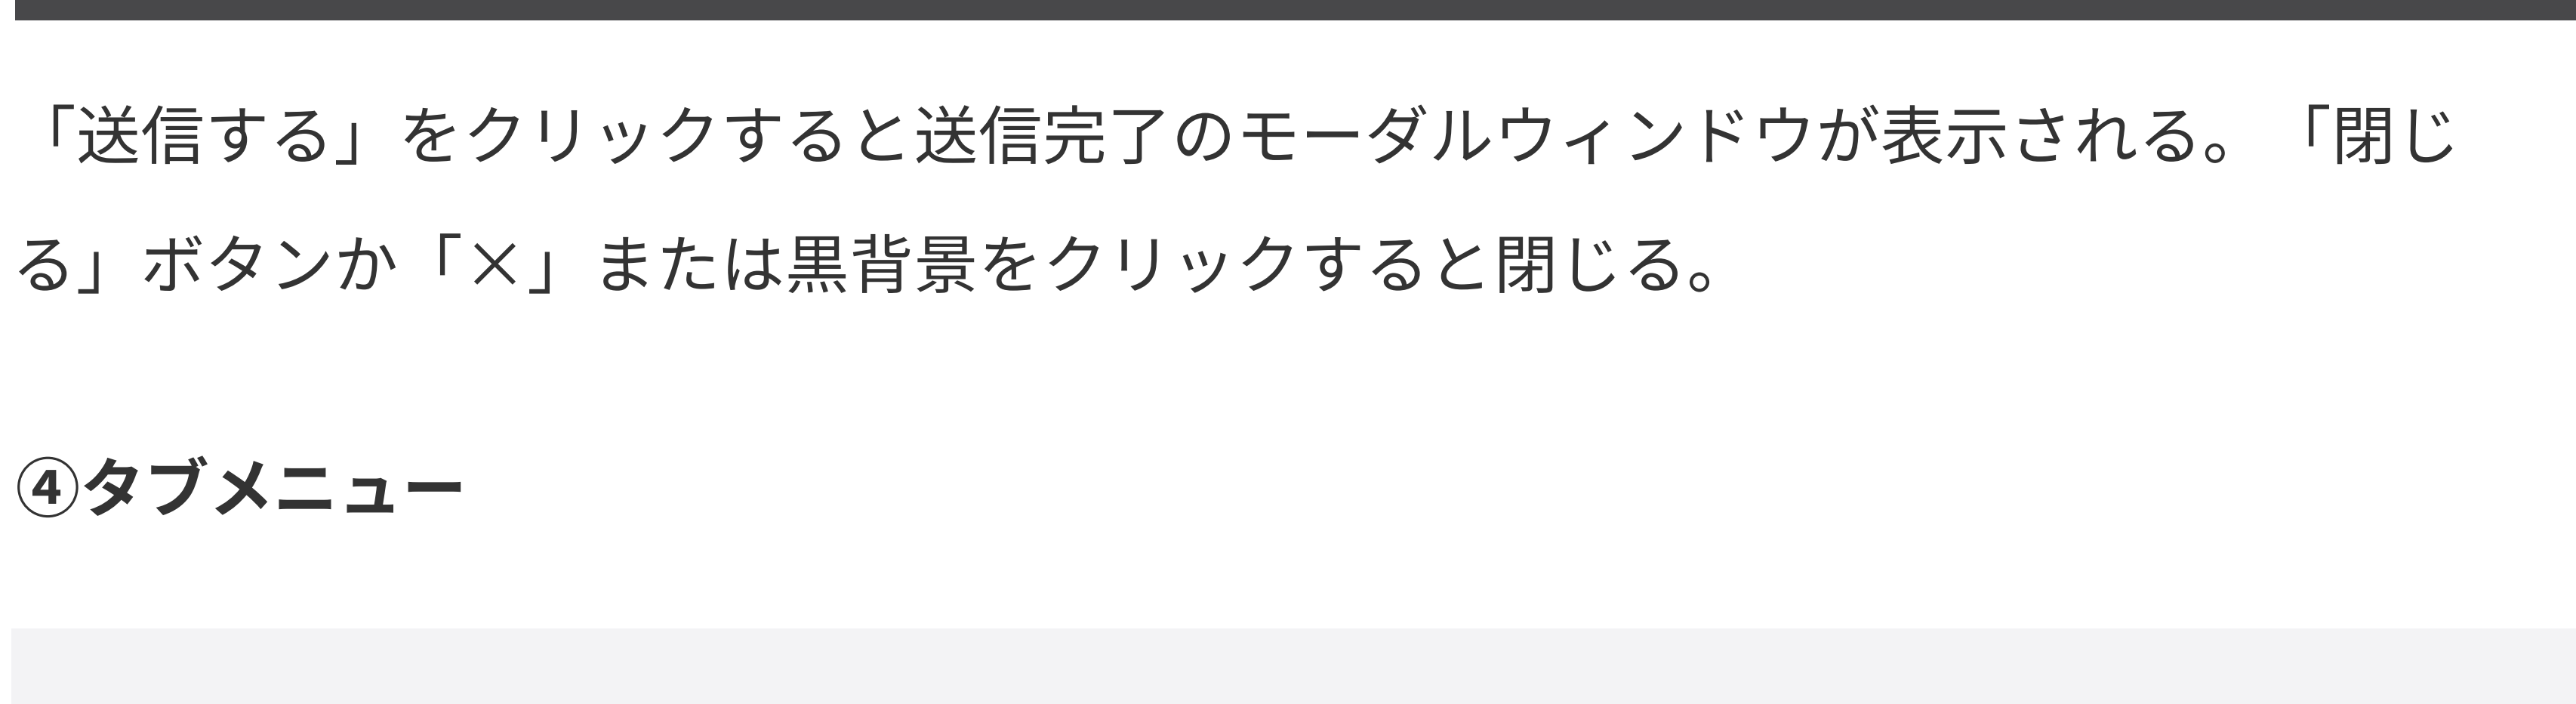 「送信する」をクリックすると送信完了のモーダルウィンドウが表示される。「閉じ
る」ボタンか「×」または黒背景をクリックすると閉じる。
④タブメニュー